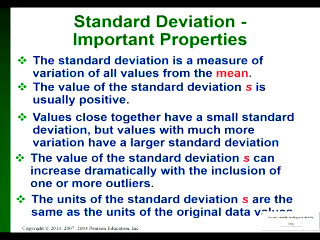 Standard Deviation -
Important Properties
❖ The standard deviation is a measure of
variation of all values from the mean.
❖ The value of the standard deviation s is
usually positive.
❖ Values close together have a small standard
deviation, but values with much more
variation have a larger standard deviation
❖ The value of the standard deviation s can
increase dramatically with the inclusion of
one or more outliers.
❖ The units of the standard deviation s are the
same as the units of the original data values
Copyright © 2010, 2007, 2004 Pearson Education, Inc.